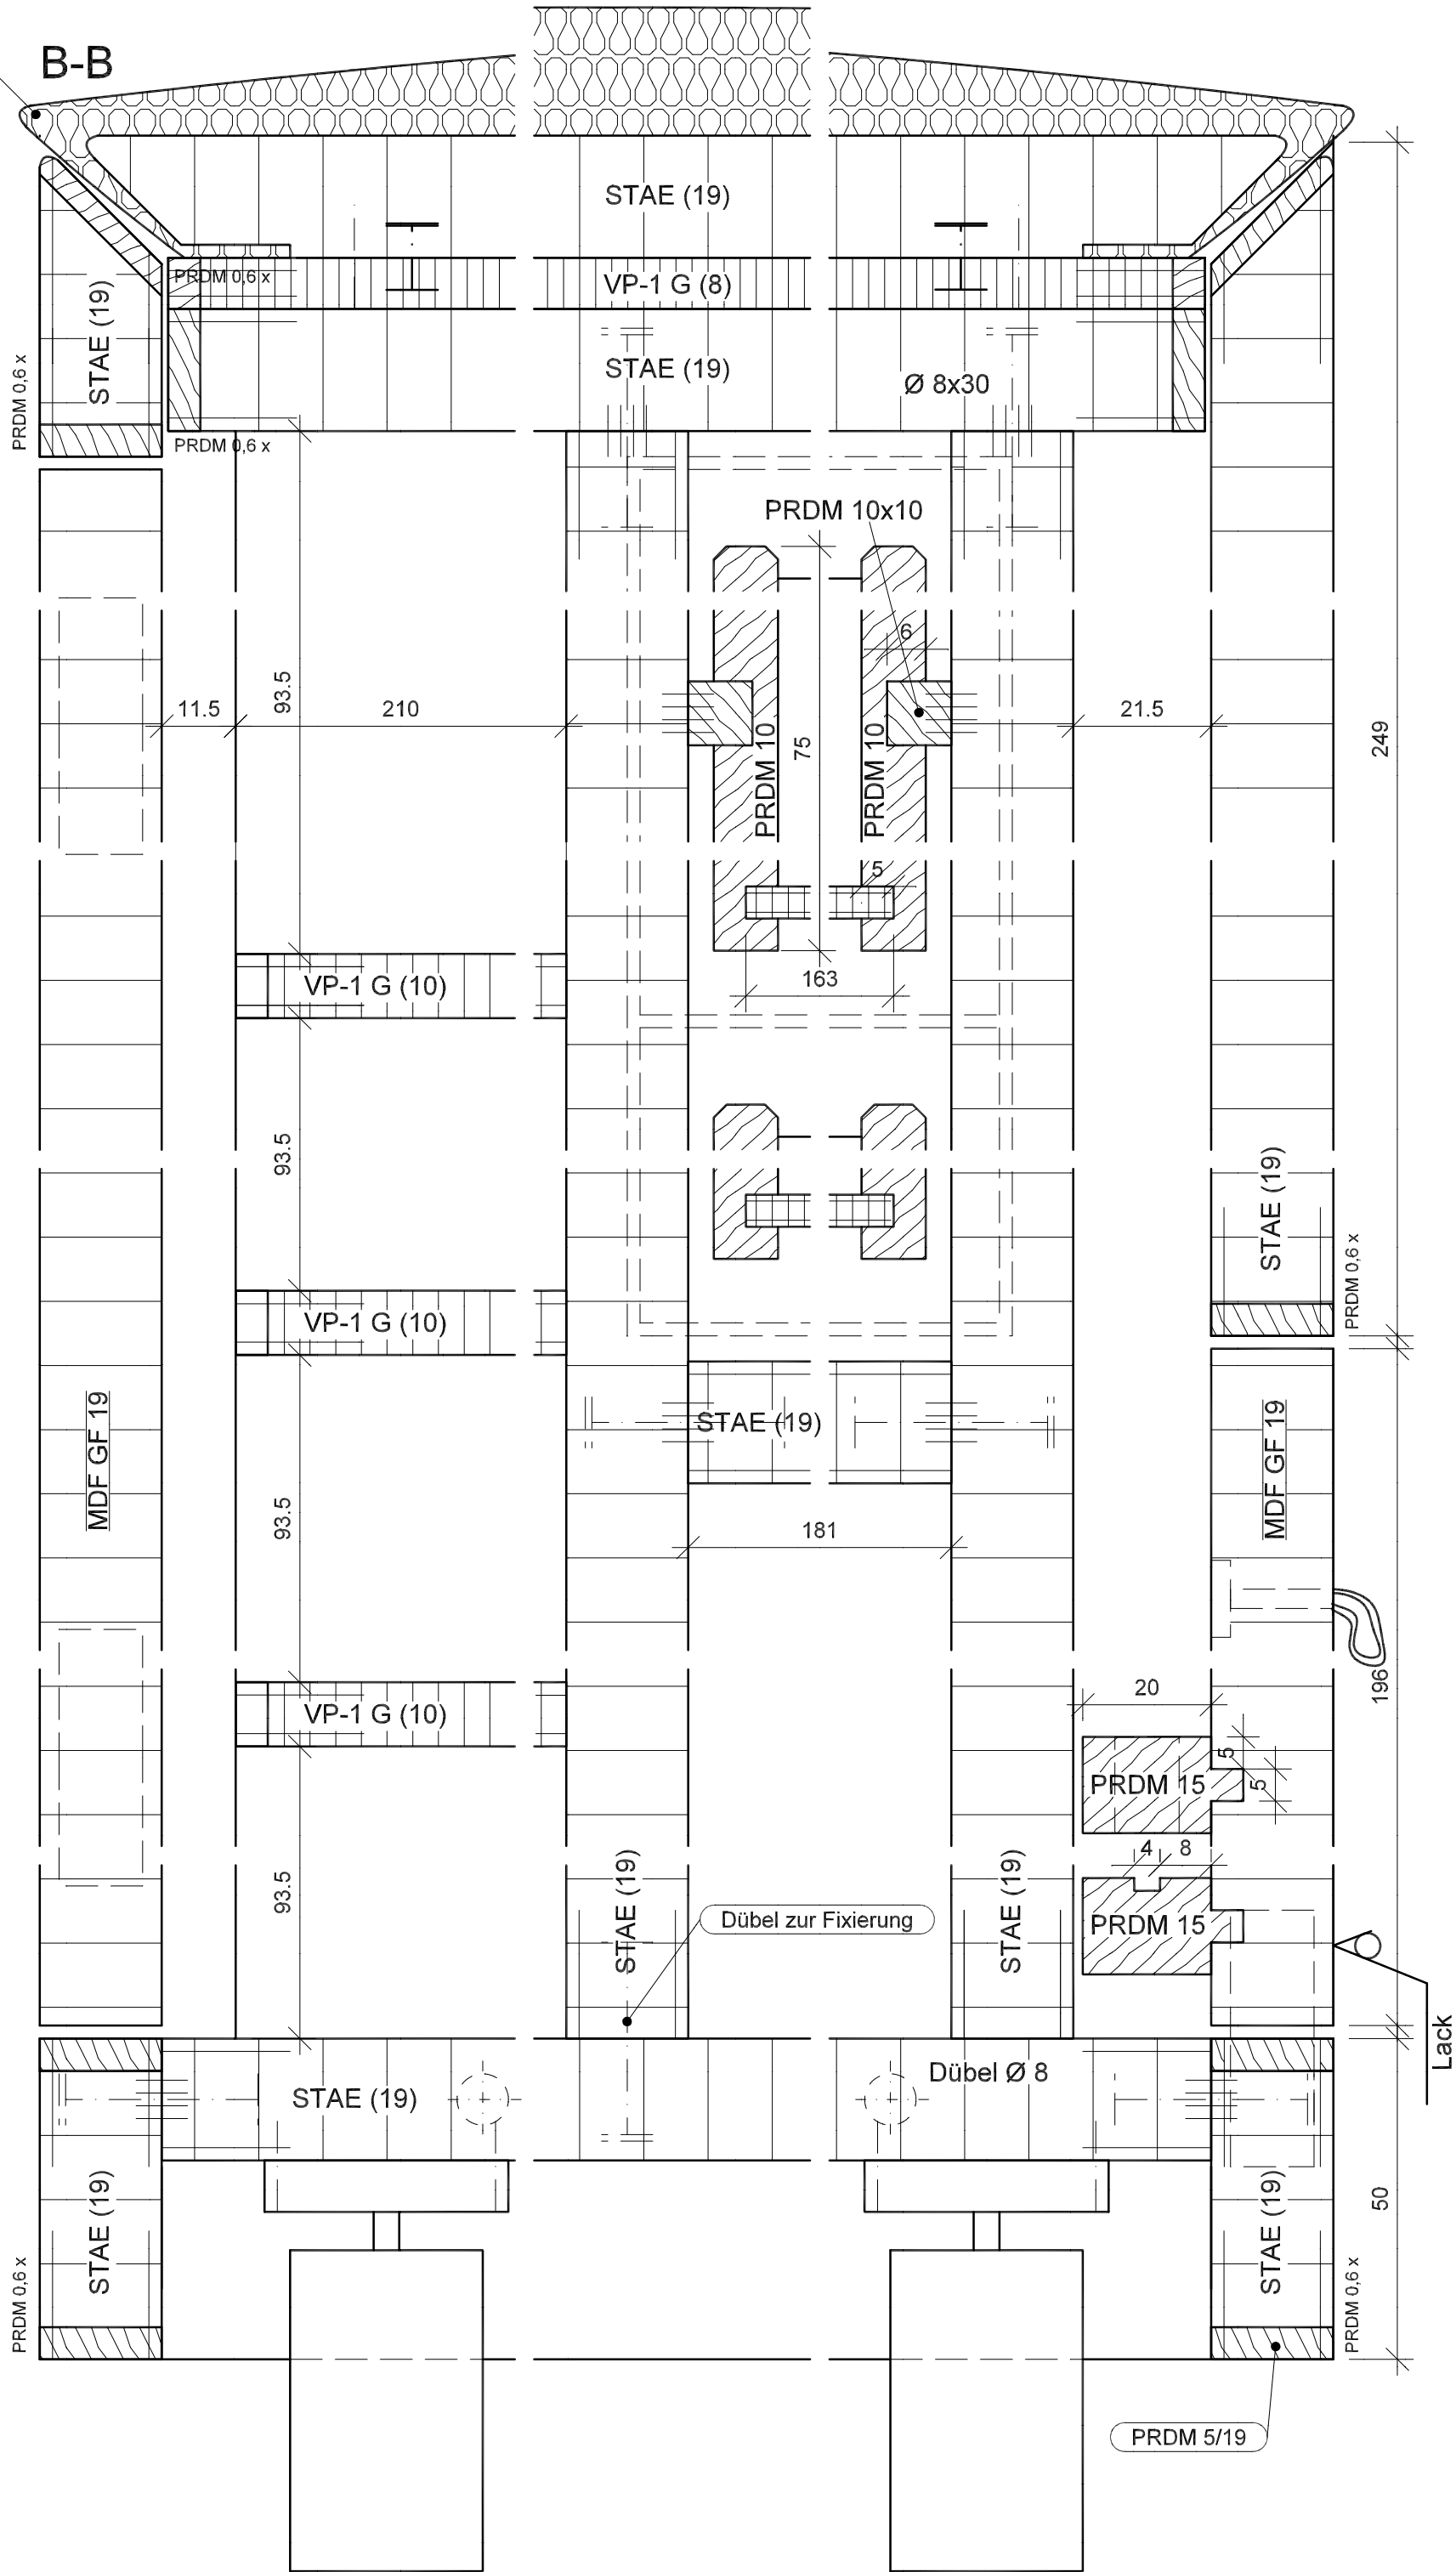 B-B
STAE (19)
PRDM 0,6 x
VP-1 G (8)
STAE (19)
PRDM 0,6 x
STAE (19)
Ø 8x30
PRDM 0,6 x
PRDM 10x10
6
93.5
11.5
210
21.5
75
249
PRDM 10
PRDM 10
5
163
VP-1 G (10)
93.5
STAE (19)
PRDM 0,6 x
VP-1 G (10)
MDF GF 19
STAE (19)
MDF GF 19
93.5
181
196
20
VP-1 G (10)
5
PRDM 15
5
4
8
93.5
STAE (19)
STAE (19)
Dübel zur Fixierung
PRDM 15
Lack
STAE (19)
Dübel Ø 8
STAE (19)
STAE (19)
50
PRDM 0,6 x
PRDM 0,6 x
PRDM 5/19